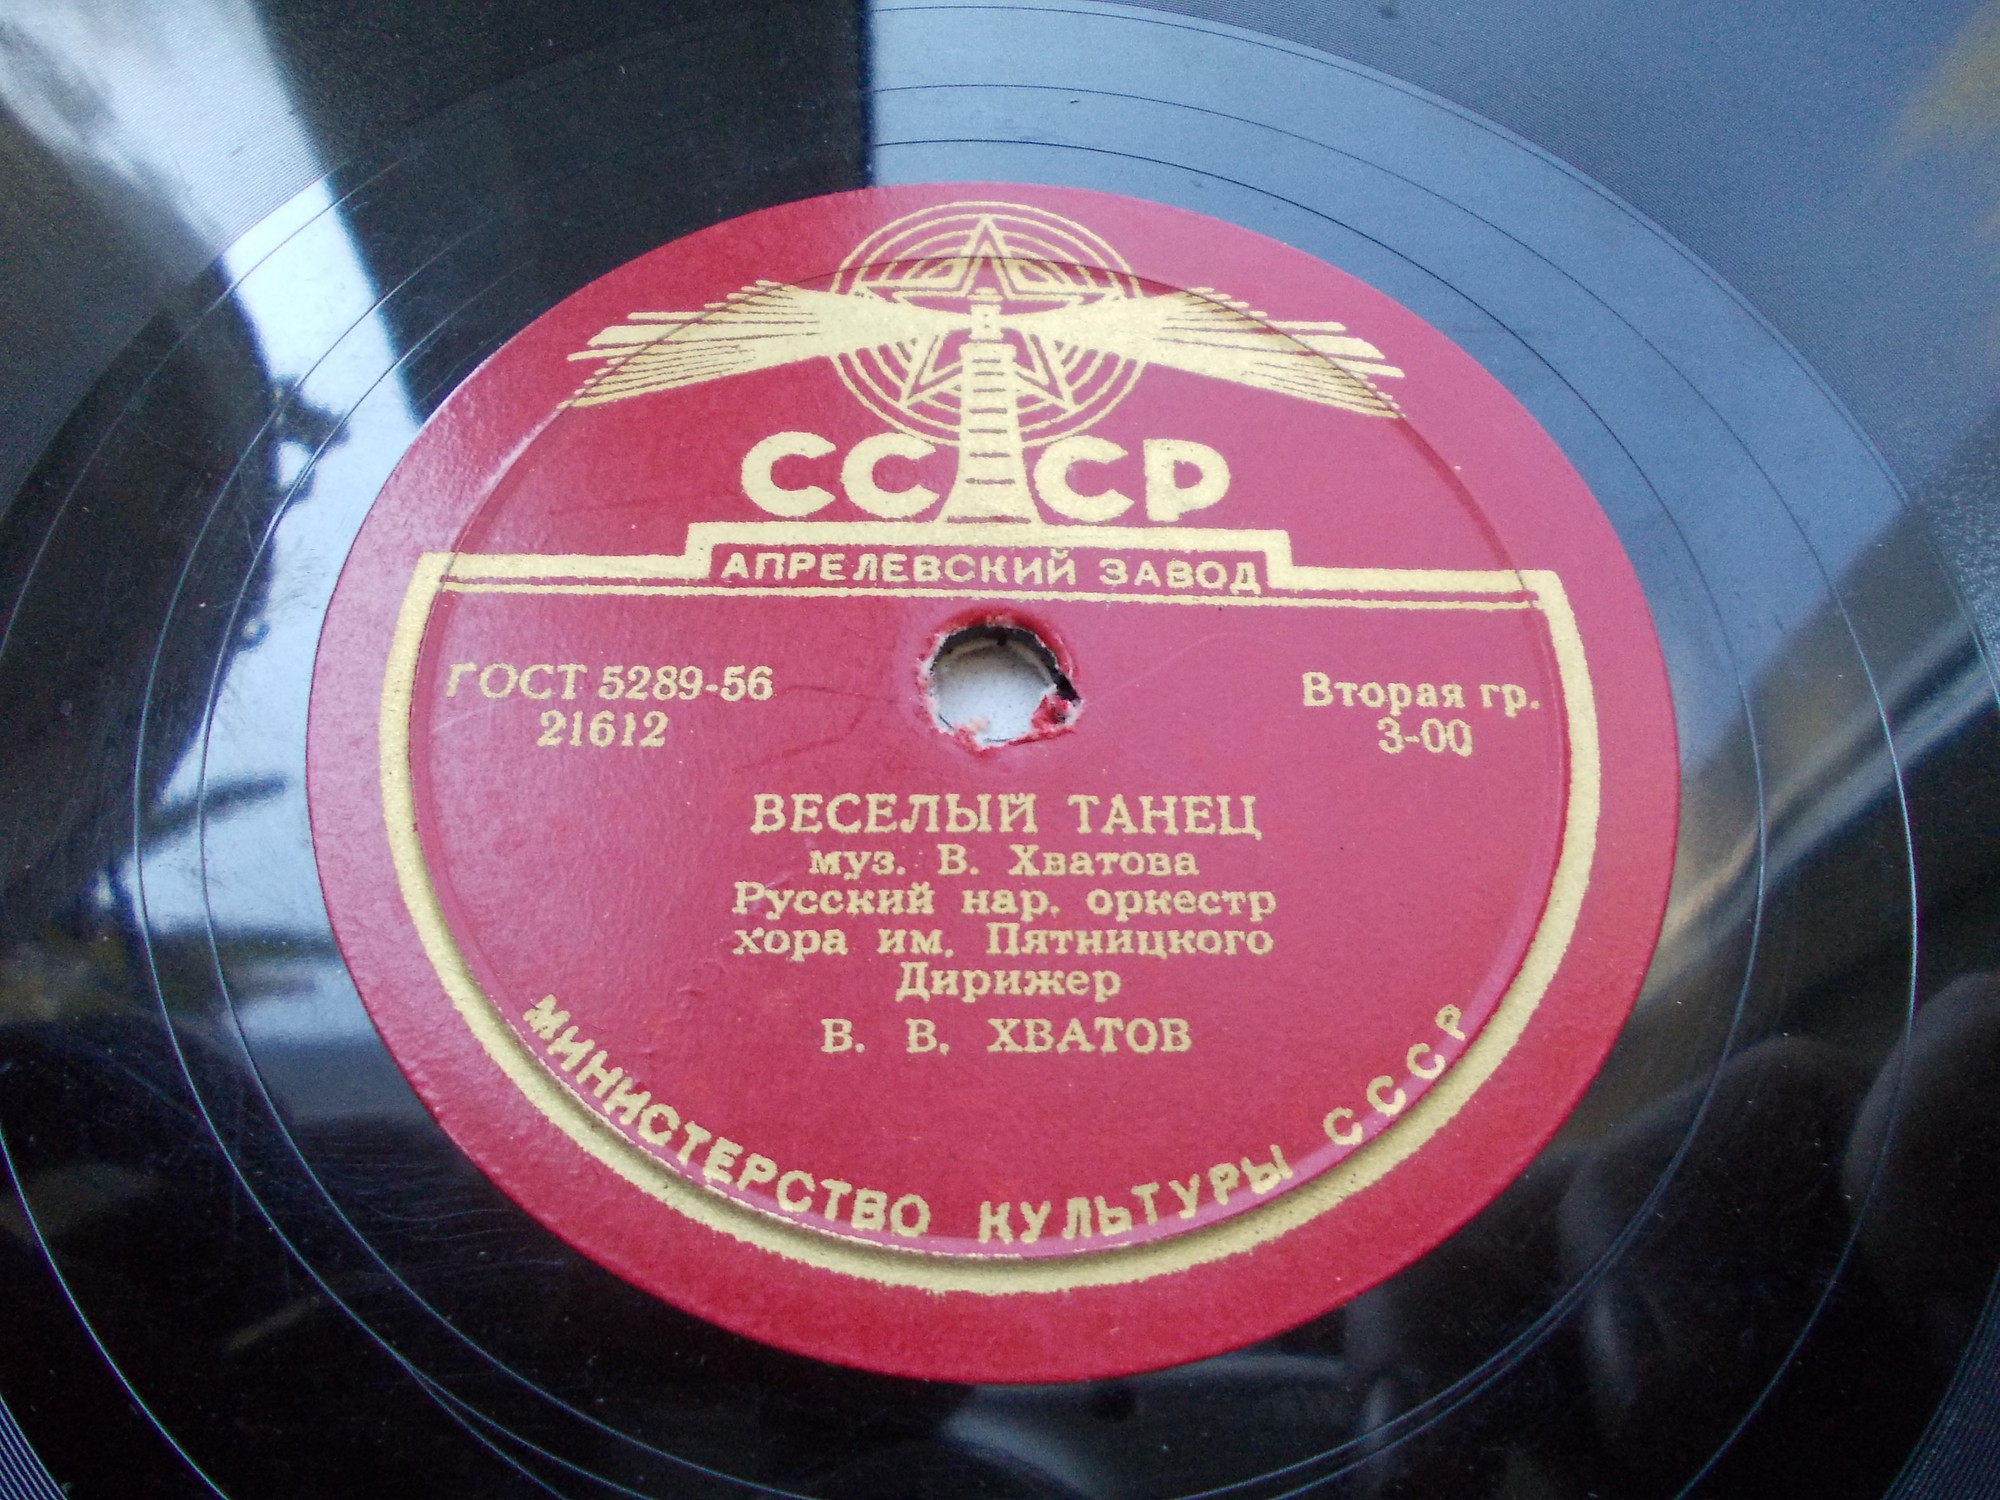 СССР
АПРЕЛЕВСКИЙ ЗАВОД
ГОСТ 5289-56
21612
Вторая гр.
3-00
ВЕСЕЛЫЙ ТАНЕЦ
муз. В. Хватова
Русский нар. оркестр
хора им. Пятницкого
Дирижер
В. В. ХВАТОВ
МИНИСТЕРСТВО КУЛЬТУРЫ СССР